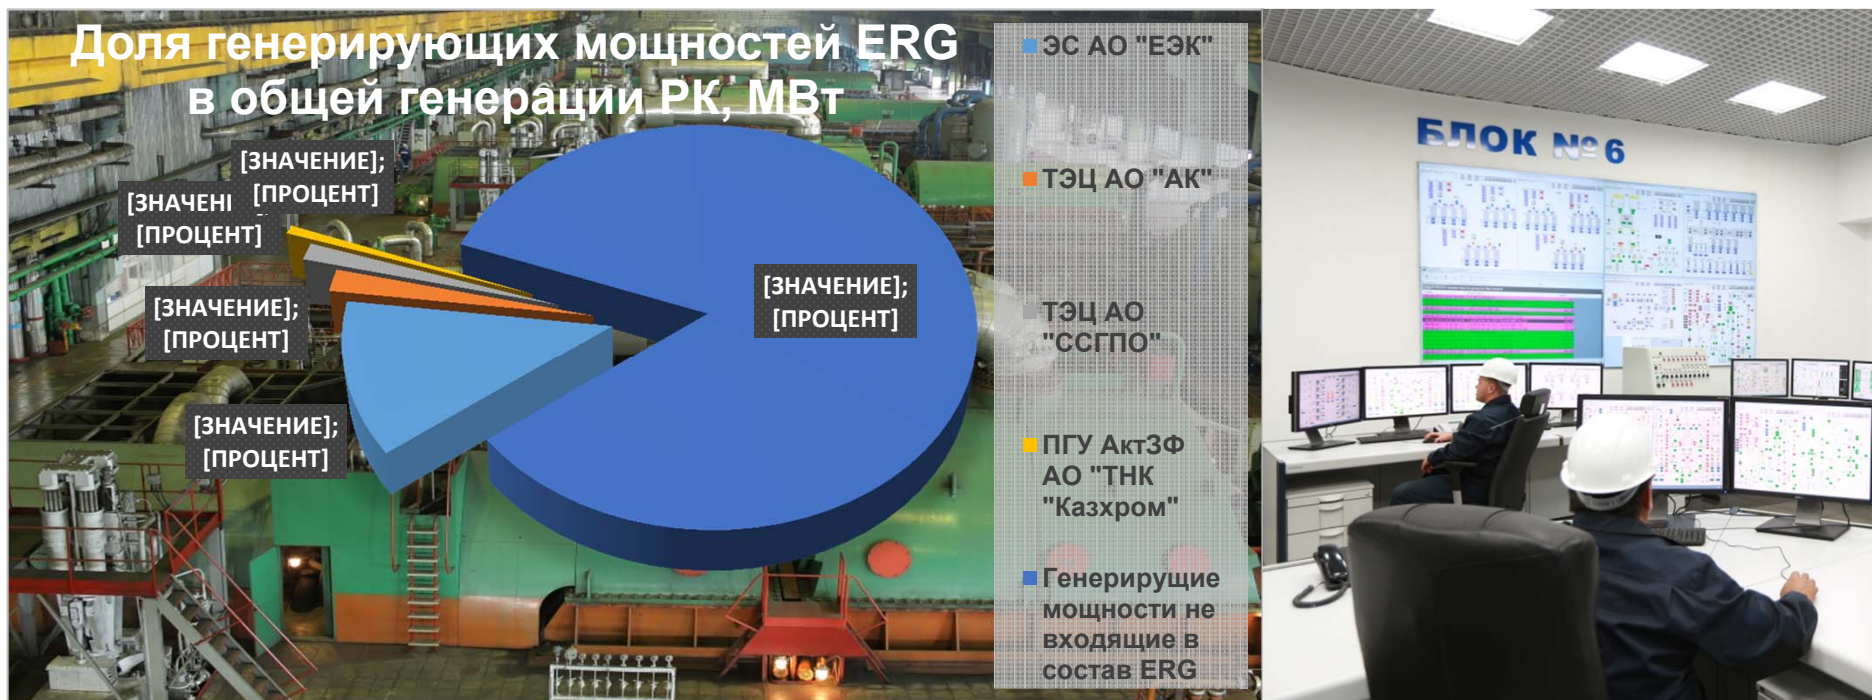 Доля генерирующих мощностей ERG
в общей генерации РК, МВт
[ЗНАЧЕНИЕ];
[ПРОЦЕНТ]
[ЗНАЧЕНИ
[ПРОЦЕНТ]
[ЗНАЧЕНИЕ];
[ПРОЦЕНТ]
[ЗНАЧЕНИЕ];
[ПРОЦЕНТ]
[ЗНАЧЕНИЕ];
[ПРОЦЕНТ]
ЭС АО "ЕЭК"
ТЭЦ АО "АК"
ТЭЦ АО
"ССГПО"
ПГУ АктЗФ
АО "ТНК
"Казхром"
Генерирущие
мощности не
входящие в
состав ERG
БЛОК №6